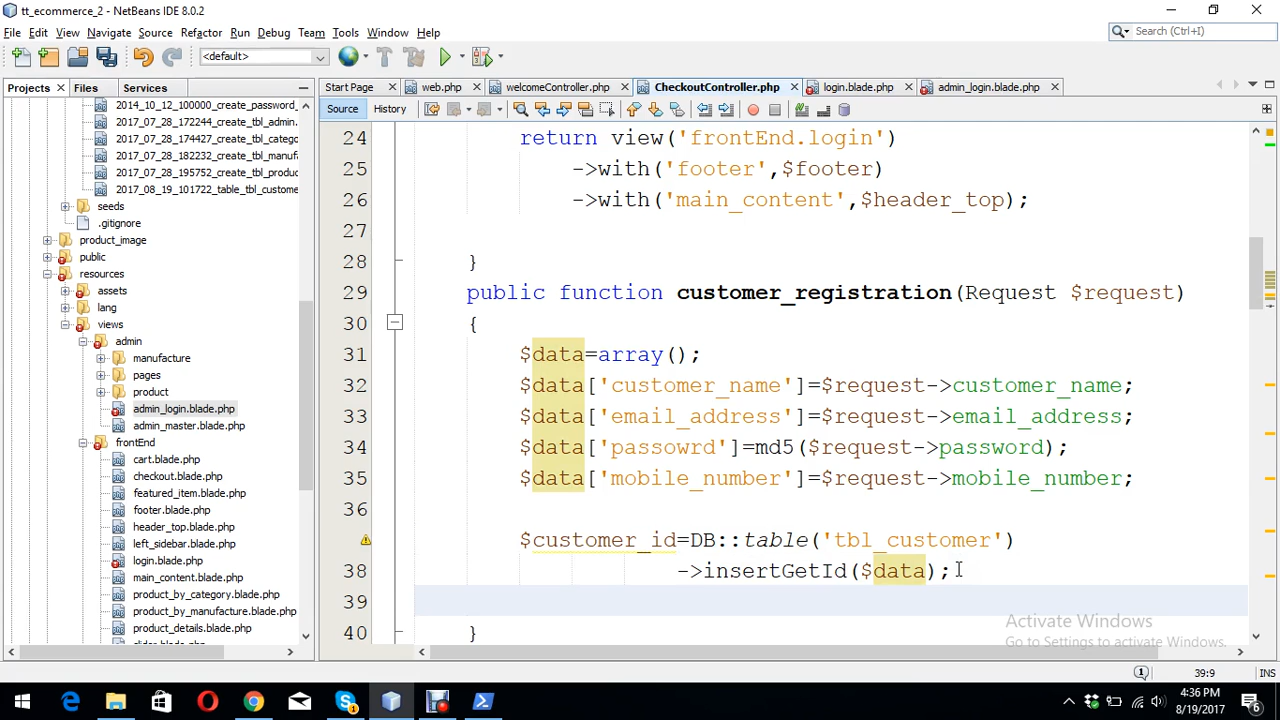 tt_ecommerce_2 - NetBeans IDE 8.0.2
File Edit View Navigate Source Refactor Run Debug Team Tools Window Help
Search (Ctrl+I)
<default>
Projects Files Services
Start Page web.php welcomeController.php CheckoutController.php login.blade.php admin_login.blade.php
Source History
2014_10_12_100000_create_password_
2017_07_28_172244_create_tbl_admin.
2017_07_28_174427_create_tbl_catego
2017_07_28_182232_create_tbl_manufa
2017_07_28_195752_create_tbl_produc
2017_08_19_101722_table_tbl_custome
seeds
.gitignore
product_image
public
resources
assets
lang
views
admin
manufacture
pages
product
admin_login.blade.php
admin_master.blade.php
frontEnd
cart.blade.php
checkout.blade.php
featured_item.blade.php
footer.blade.php
header_top.blade.php
left_sidebar.blade.php
login.blade.php
main_content.blade.php
product_by_category.blade.php
product_by_manufacture.blade.php
product_details.blade.php
24 return view('frontEnd.login')
25 ->with('footer',$footer)
26 ->with('main_content',$header_top);
27
28 }
29 public function customer_registration(Request $request)
30 {
31 $data=array();
32 $data['customer_name']=$request->customer_name;
33 $data['email_address']=$request->email_address;
34 $data['passowrd']=md5($request->password);
35 $data['mobile_number']=$request->mobile_number;
36
$customer_id=DB::table('tbl_customer')
38 ->insertGetId($data);
39
40 }
Activate Windows
Go to Settings to activate Windows.
1 39:9 INS
4:36 PM
8/19/2017
6